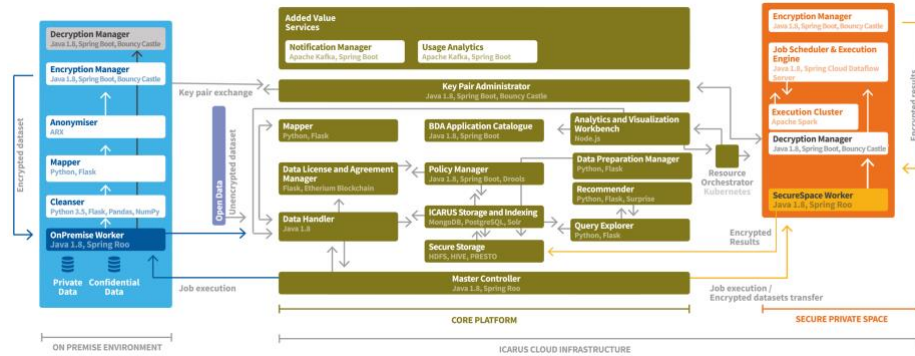 Decryption Manager
Java 1.8, Spring Boot, Bouncy Castle
Encryption Manager
Java 1.8, Spring Boot, Bouncy Castle
Anonymiser
ARX
Mapper
Python, Flask
Cleanser
Python 3.5, Flask, Pandas, NumPy
OnPremise Worker
Java 1.8, Spring Roo
Private
Data
Confidential
Data
Encrypted dataset
ON PREMISE ENVIRONMENT
Key pair exchange
Open Data
Unencrypted dataset
Job execution
Added Value
Services
Notification Manager
Apache Kafka, Spring Boot
Usage Analytics
Apache Kafka, Spring Boot
Key Pair Administrator
Java 1.8, Spring Boot, Bouncy Castle
Mapper
Python, Flask
BDA Application Catalogue
Java 1.8, Spring Boot
Analytics and Visualization
Workbench
Node.js
Data License and Agreement
Manager
Flask, Etherium Blockchain
Policy Manager
Java 1.8, Spring Boot, Drools
Data Preparation Manager
Python, Flask
Recommender
Python, Flask, Surprise
Data Handler
Java 1.8
ICARUS Storage and Indexing
MongoDB, PostgreSQL, Solr
Query Explorer
Python, Flask
Secure Storage
HDFS, HIVE, PRESTO
Master Controller
Java 1.8, Spring Roo
CORE PLATFORM
Resource
Orchestrator
Kubernetes
Encrypted
Results
Job execution /
Encrypted datasets transfer
Encryption Manager
Java 1.8, Spring Boot, Bouncy Castle
Job Scheduler & Execution
Engine
Java 1.8, Spring Cloud Dataflow
Server
Execution Cluster
Apache Spark
Decryption Manager
Java 1.8, Spring Boot, Bouncy Castle
SecureSpace Worker
Java 1.8, Spring Roo
Encrypted results
SECURE PRIVATE SPACE
ICARUS CLOUD INFRASTRUCTURE